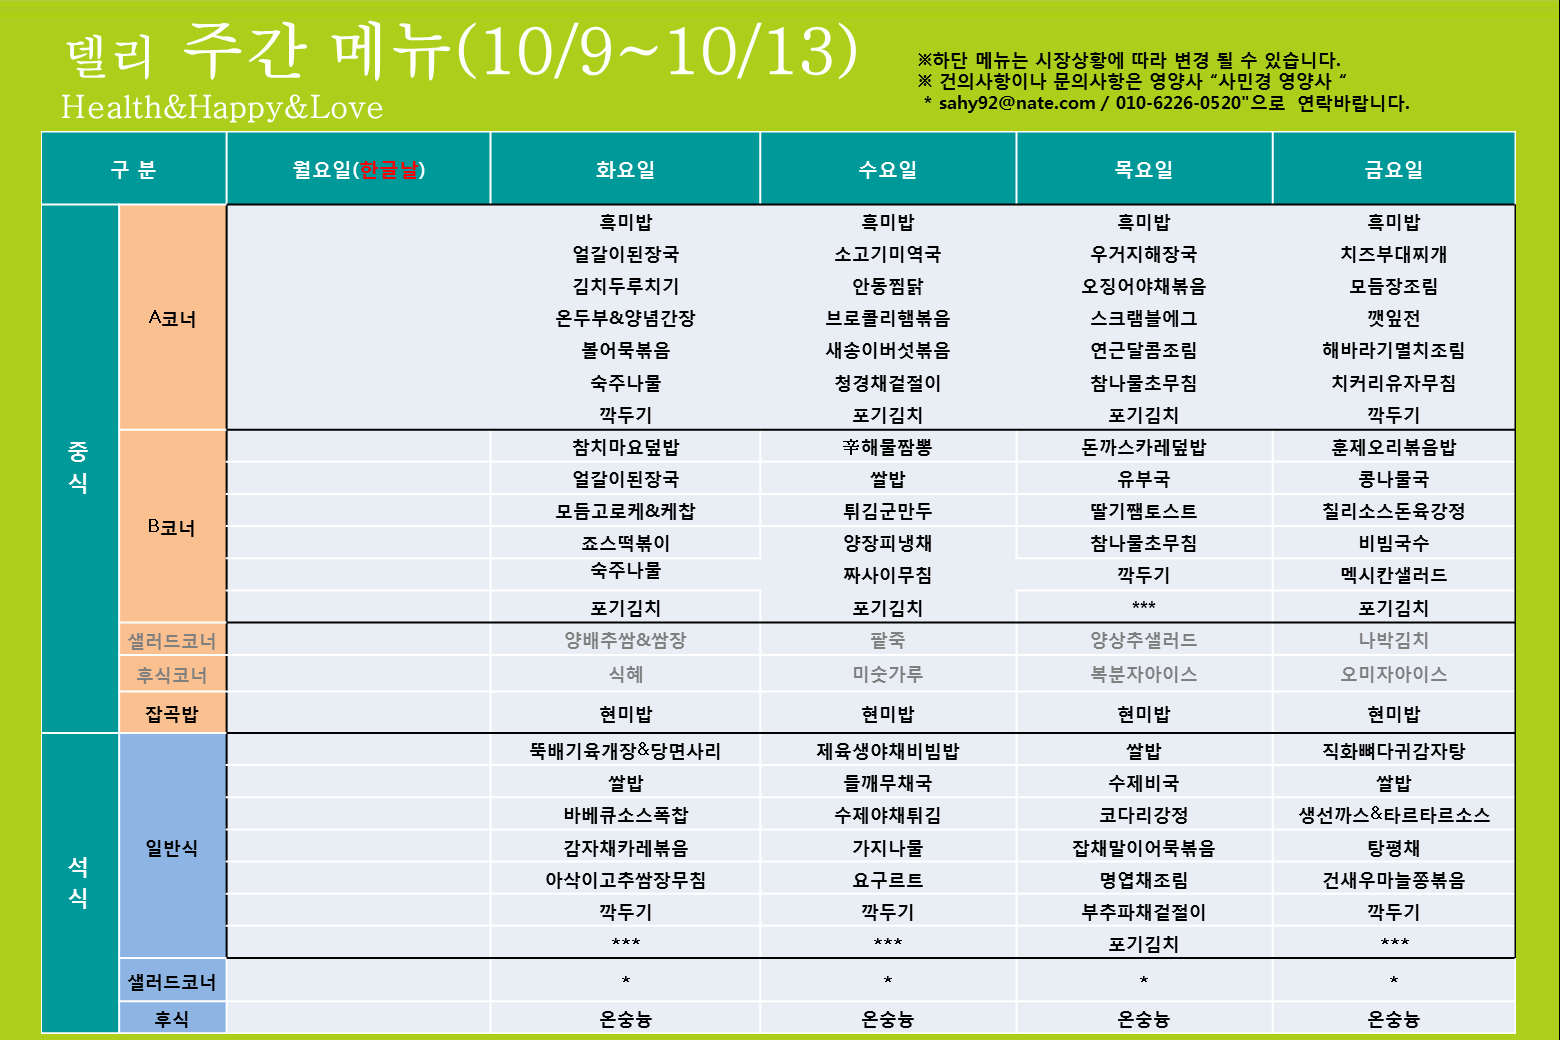 델리 주간 메뉴(10/9~10/13)
Health&Happy&Love
※하단 메뉴는 시장상황에 따라 변경 될 수 있습니다.
※ 건의사항이나 문의사항은 영양사 “사민경 영양사 “
* sahy92@nate.com / 010-6226-0520"으로 연락바랍니다.
구 분 월요일(한글날) 화요일 수요일 목요일 금요일
중식
A코너
흑미밥 흑미밥 흑미밥 흑미밥
얼갈이된장국 소고기미역국 우거지해장국 치즈부대찌개
김치두루치기 안동찜닭 오징어야채볶음 모듬장조림
온두부&양념간장 브로콜리햄볶음 스크램블에그 깻잎전
볼어묵볶음 새송이버섯볶음 연근달콤조림 해바라기멸치조림
숙주나물 청경채겉절이 참나물초무침 치커리유자무침
깍두기 포기김치 포기김치 깍두기
B코너
참치마요덮밥 辛해물짬뽕 돈까스카레덮밥 훈제오리볶음밥
얼갈이된장국 쌀밥 유부국 콩나물국
모듬고로케&케찹 튀김군만두 딸기쨈토스트 칠리소스돈육강정
죠스떡볶이 양장피냉채 참나물초무침 비빔국수
숙주나물 짜사이무침 깍두기 멕시칸샐러드
포기김치 포기김치 *** 포기김치
샐러드코너 양배추쌈&쌈장 팥죽 양상추샐러드 나박김치
후식코너 식혜 미숫가루 복분자아이스 오미자아이스
잡곡밥 현미밥 현미밥 현미밥 현미밥
석식
일반식
뚝배기육개장&당면사리 제육생야채비빔밥 쌀밥 직화뼈다귀감자탕
쌀밥 들깨무채국 수제비국 쌀밥
바베큐소스폭찹 수제야채튀김 코다리강정 생선까스&타르타르소스
감자채카레볶음 가지나물 잡채말이어묵볶음 탕평채
아삭이고추쌈장무침 요구르트 명엽채조림 건새우마늘쫑볶음
깍두기 깍두기 부추파채겉절이 깍두기
*** *** 포기김치 ***
샐러드코너 * * * *
후식 온숭늉 온숭늉 온숭늉 온숭늉